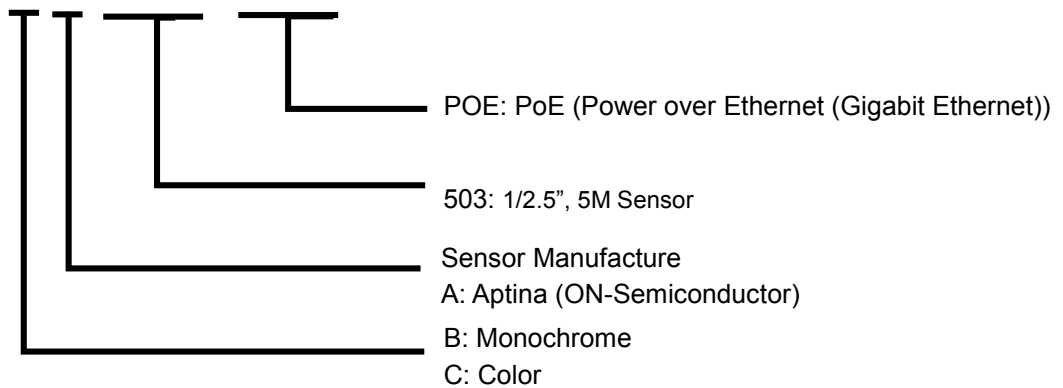 POE: PoE (Power over Ethernet (Gigabit Ethernet))
503: 1/2.5”, 5M Sensor
Sensor Manufacture
A: Aptina (ON-Semiconductor)
B: Monochrome
C: Color